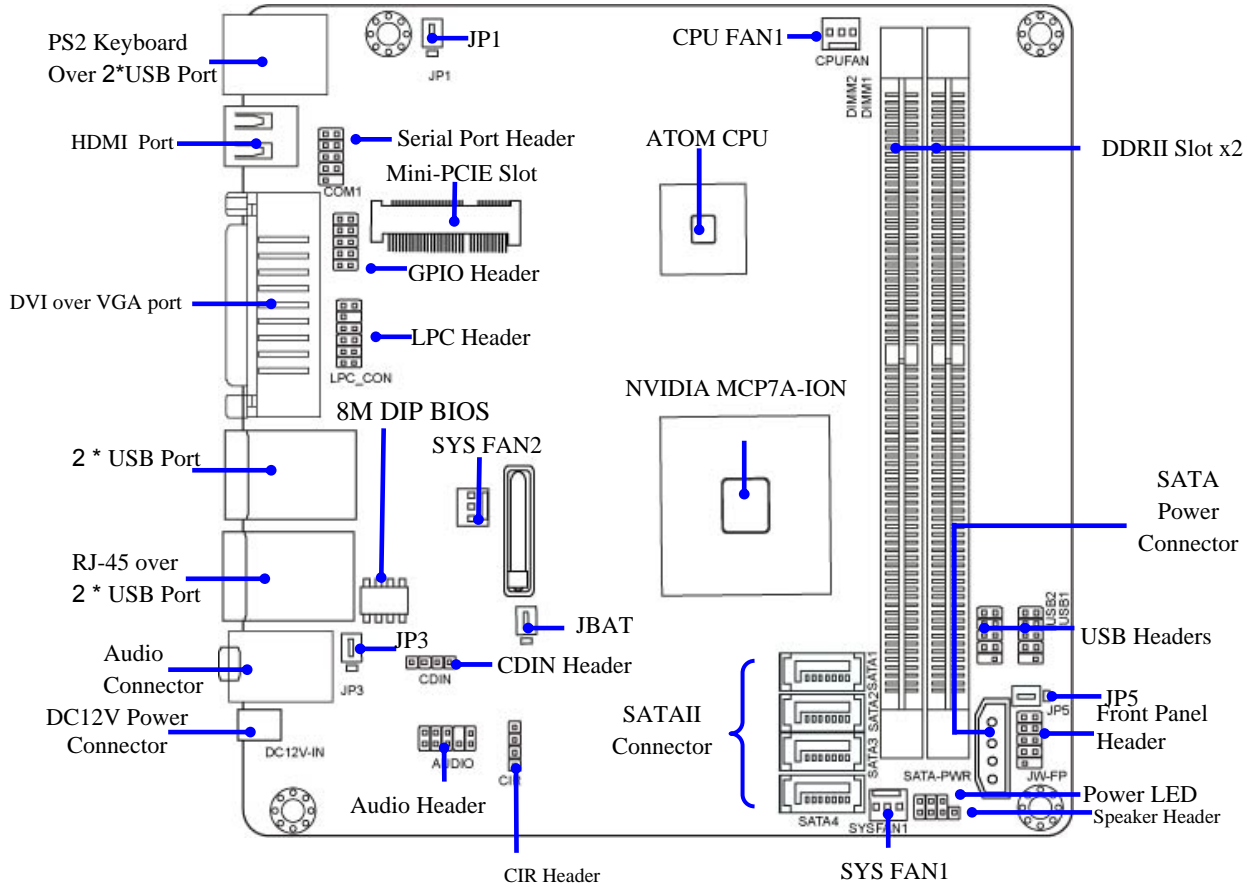 PS2 Keyboard
Over 2*USB Port
JP1
JP1
CPU FAN1
CPUFAN
DIMM2
DIMM1
HDMI Port
Serial Port Header
COM1
Mini-PCIE Slot
ATOM CPU
DDRII Slot x2
GPIO Header
DVI over VGA port
LPC Header
LPC_CON
NVIDIA MCP7A-ION
8M DIP BIOS
2 * USB Port
SYS FAN2
SATA
Power
Connector
RJ-45 over
2 * USB Port
USB2
USB1
JBAT
USB Headers
JP3
JP3
Audio
Connector
CDIN Header
CDIN
SATA1
SATA2
SATA3
SATAII
Connector
JP5
JP5
DC12V Power
Connector
DC12V-IN
Front Panel
Header
AUDIO
CIR
SATA-PWR
JW-FP
Audio Header
Power LED
Speaker Header
SATA4
SYSFAN1
CIR Header
SYS FAN1